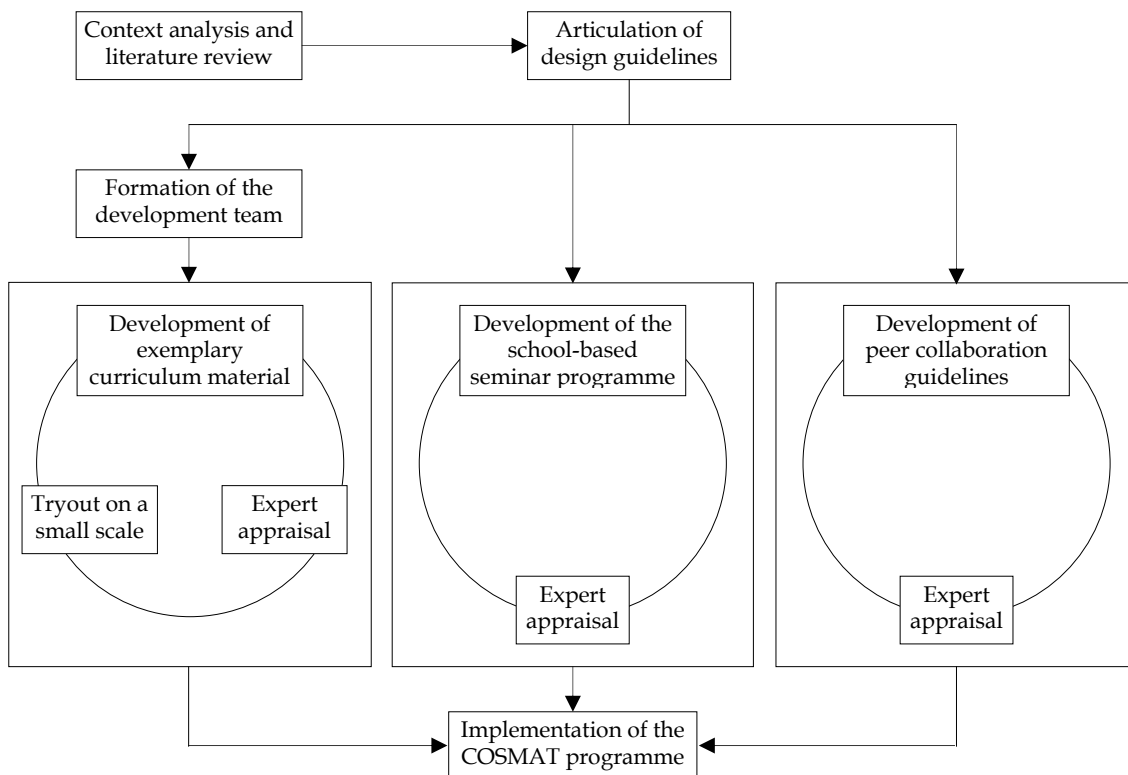 Context analysis and
literature review
Articulation of
design guidelines
Formation of the
development team
Development of
exemplary
curriculum material
Tryout on a
small scale
Expert
appraisal
Development of the
school-based
seminar programme
Expert
appraisal
Development of
peer collaboration
guidelines
Expert
appraisal
Implementation of the
COSMAT programme